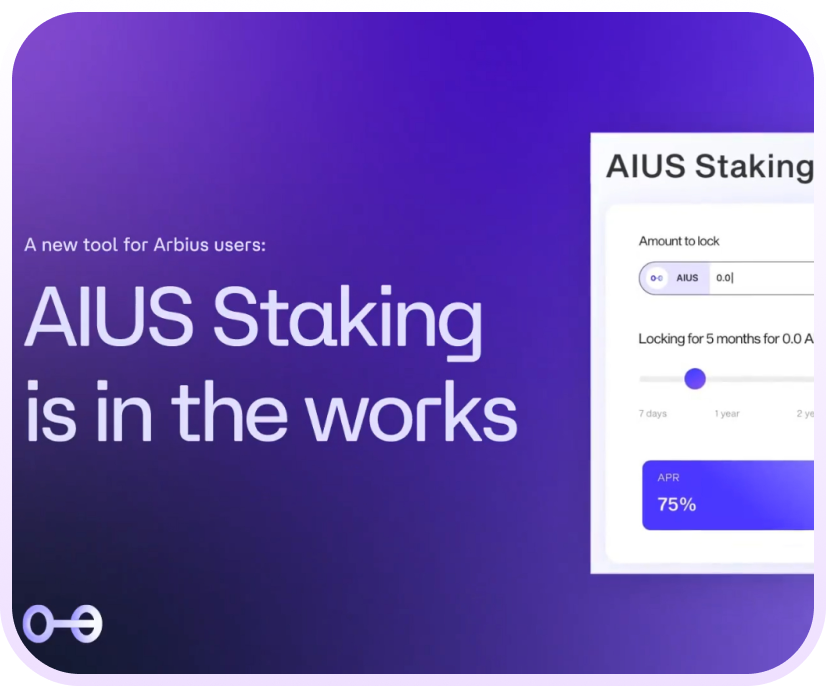 A new tool for Arbius users:
AIUS Staking
is in the works
AIUS Staking
Amount to lock
AIUS 0.0
Locking for 5 months for 0.0 A
7 days 1 year 2 ye
APR
75%